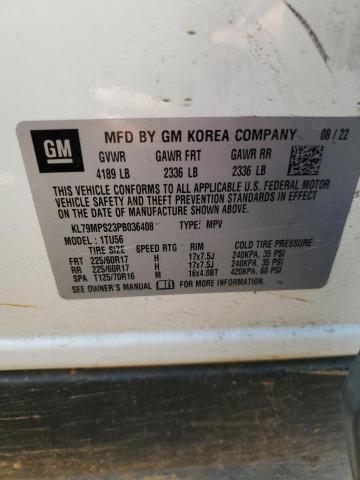 GM
MFD BY GM KOREA COMPANY 08/22
GVWR GAWR FRT GAWR RR
4189 LB 2336 LB 2336 LB
THIS VEHICLE CONFORMS TO ALL APPLICABLE U.S. FEDERAL MOTOR
VEHICLE SAFETY AND THEFT PREVENTION STANDARDS IN EFFECT ON
THE DATE OF MANUFACTURE SHOWN ABOVE.
KL79MPS23PB036408 TYPE: MPV
MODEL : 1TU56
TIRE SIZE SPEED RTG RIM COLD TIRE PRESSURE
FRT 225/60R17 H 17x7.5J 240KPA, 35 PSI
RR 225/60R17 H 17x7.5J 240KPA, 35 PSI
SPA T125/70R16 M 16x4.0BT 420KPA, 60 PSI
SEE OWNER'S MANUAL